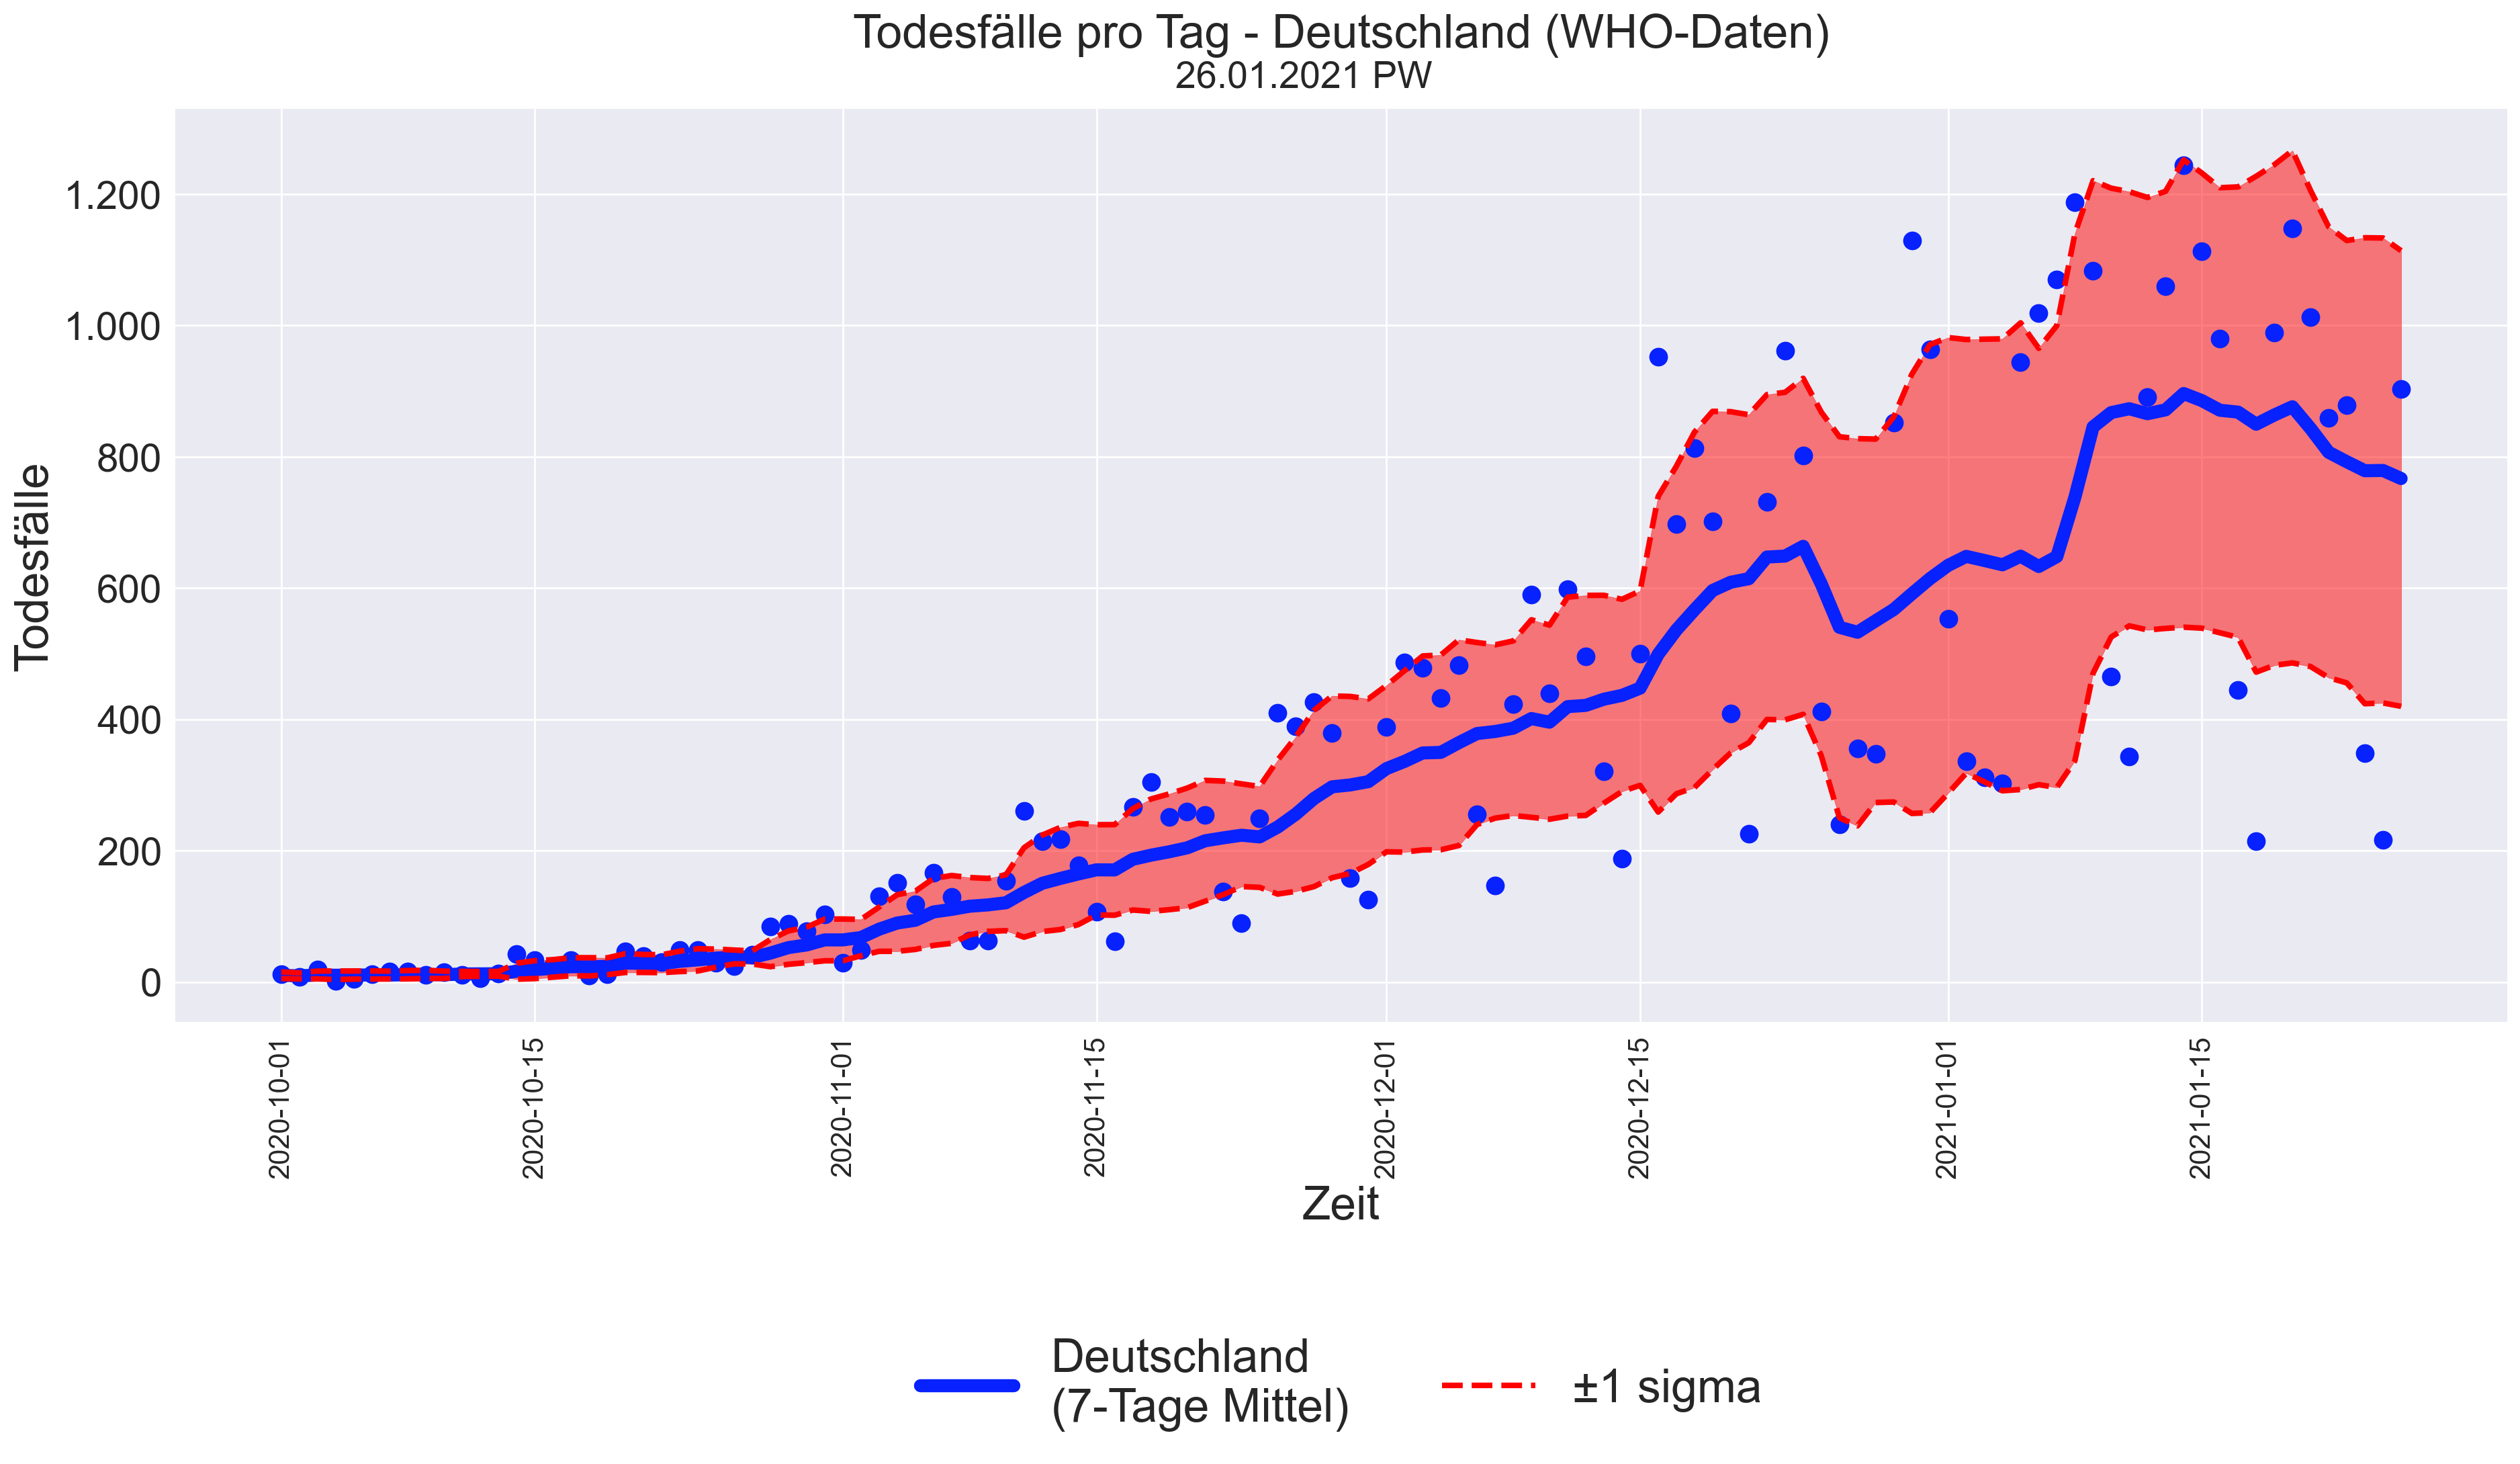 Todesfälle pro Tag - Deutschland (WHO-Daten)
26.01.2021 PW
Todesfälle
1.200
1.000
800
600
400
200
0
2020-10-01
2020-10-15
2020-11-01
2020-11-15
2020-12-01
2020-12-15
2021-01-01
2021-01-15
Zeit
Deutschland
(7-Tage Mittel)
±1 sigma